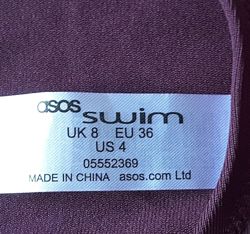 asos swim
UK 8 EU 36
US 4
05552369
MADE IN CHINA asos.com Ltd